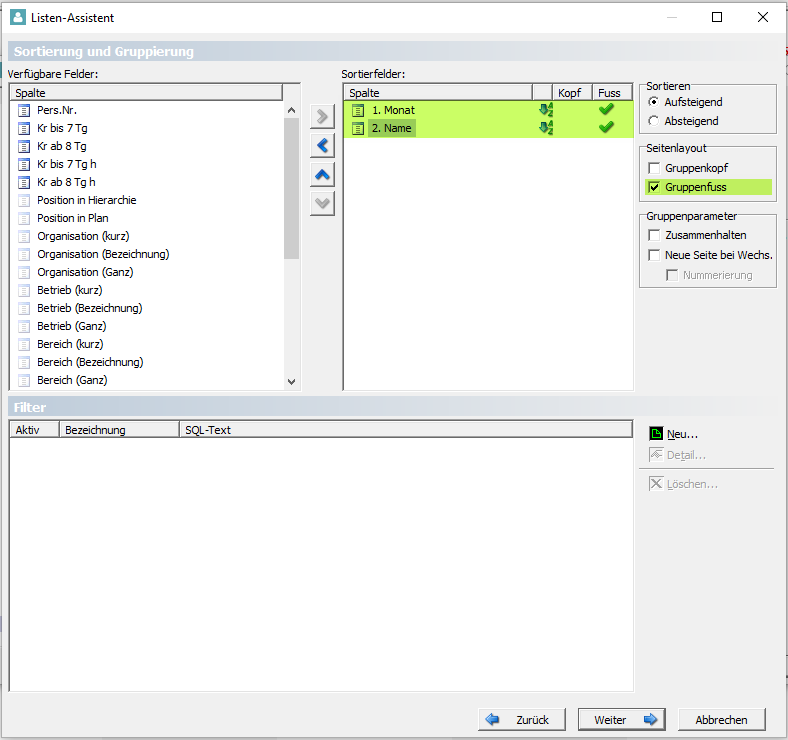 Listen-Assistent
Sortierung und Gruppierung
Verfügbare Felder:
Spalte
Pers.Nr.
Kr bis 7 Tg
Kr ab 8 Tg
Kr bis 7 Tg h
Kr ab 8 Tg h
Position in Hierarchie
Position in Plan
Organisation (kurz)
Organisation (Bezeichnung)
Organisation (Ganz)
Betrieb (kurz)
Betrieb (Bezeichnung)
Betrieb (Ganz)
Bereich (kurz)
Bereich (Bezeichnung)
Bereich (Ganz)
Sortierfelder:
Spalte Kopf Fuss
1. Monat
2. Name
Sortieren
Aufsteigend
Absteigend
Seitenlayout
Gruppenkopf
Gruppenfuss
Gruppenparameter
Zusammenhalten
Neue Seite bei Wechs.
Nummerierung
Filter
Aktiv Bezeichnung SQL-Text
Neu...
Detail...
Löschen...
Zurück Weiter Abbrechen